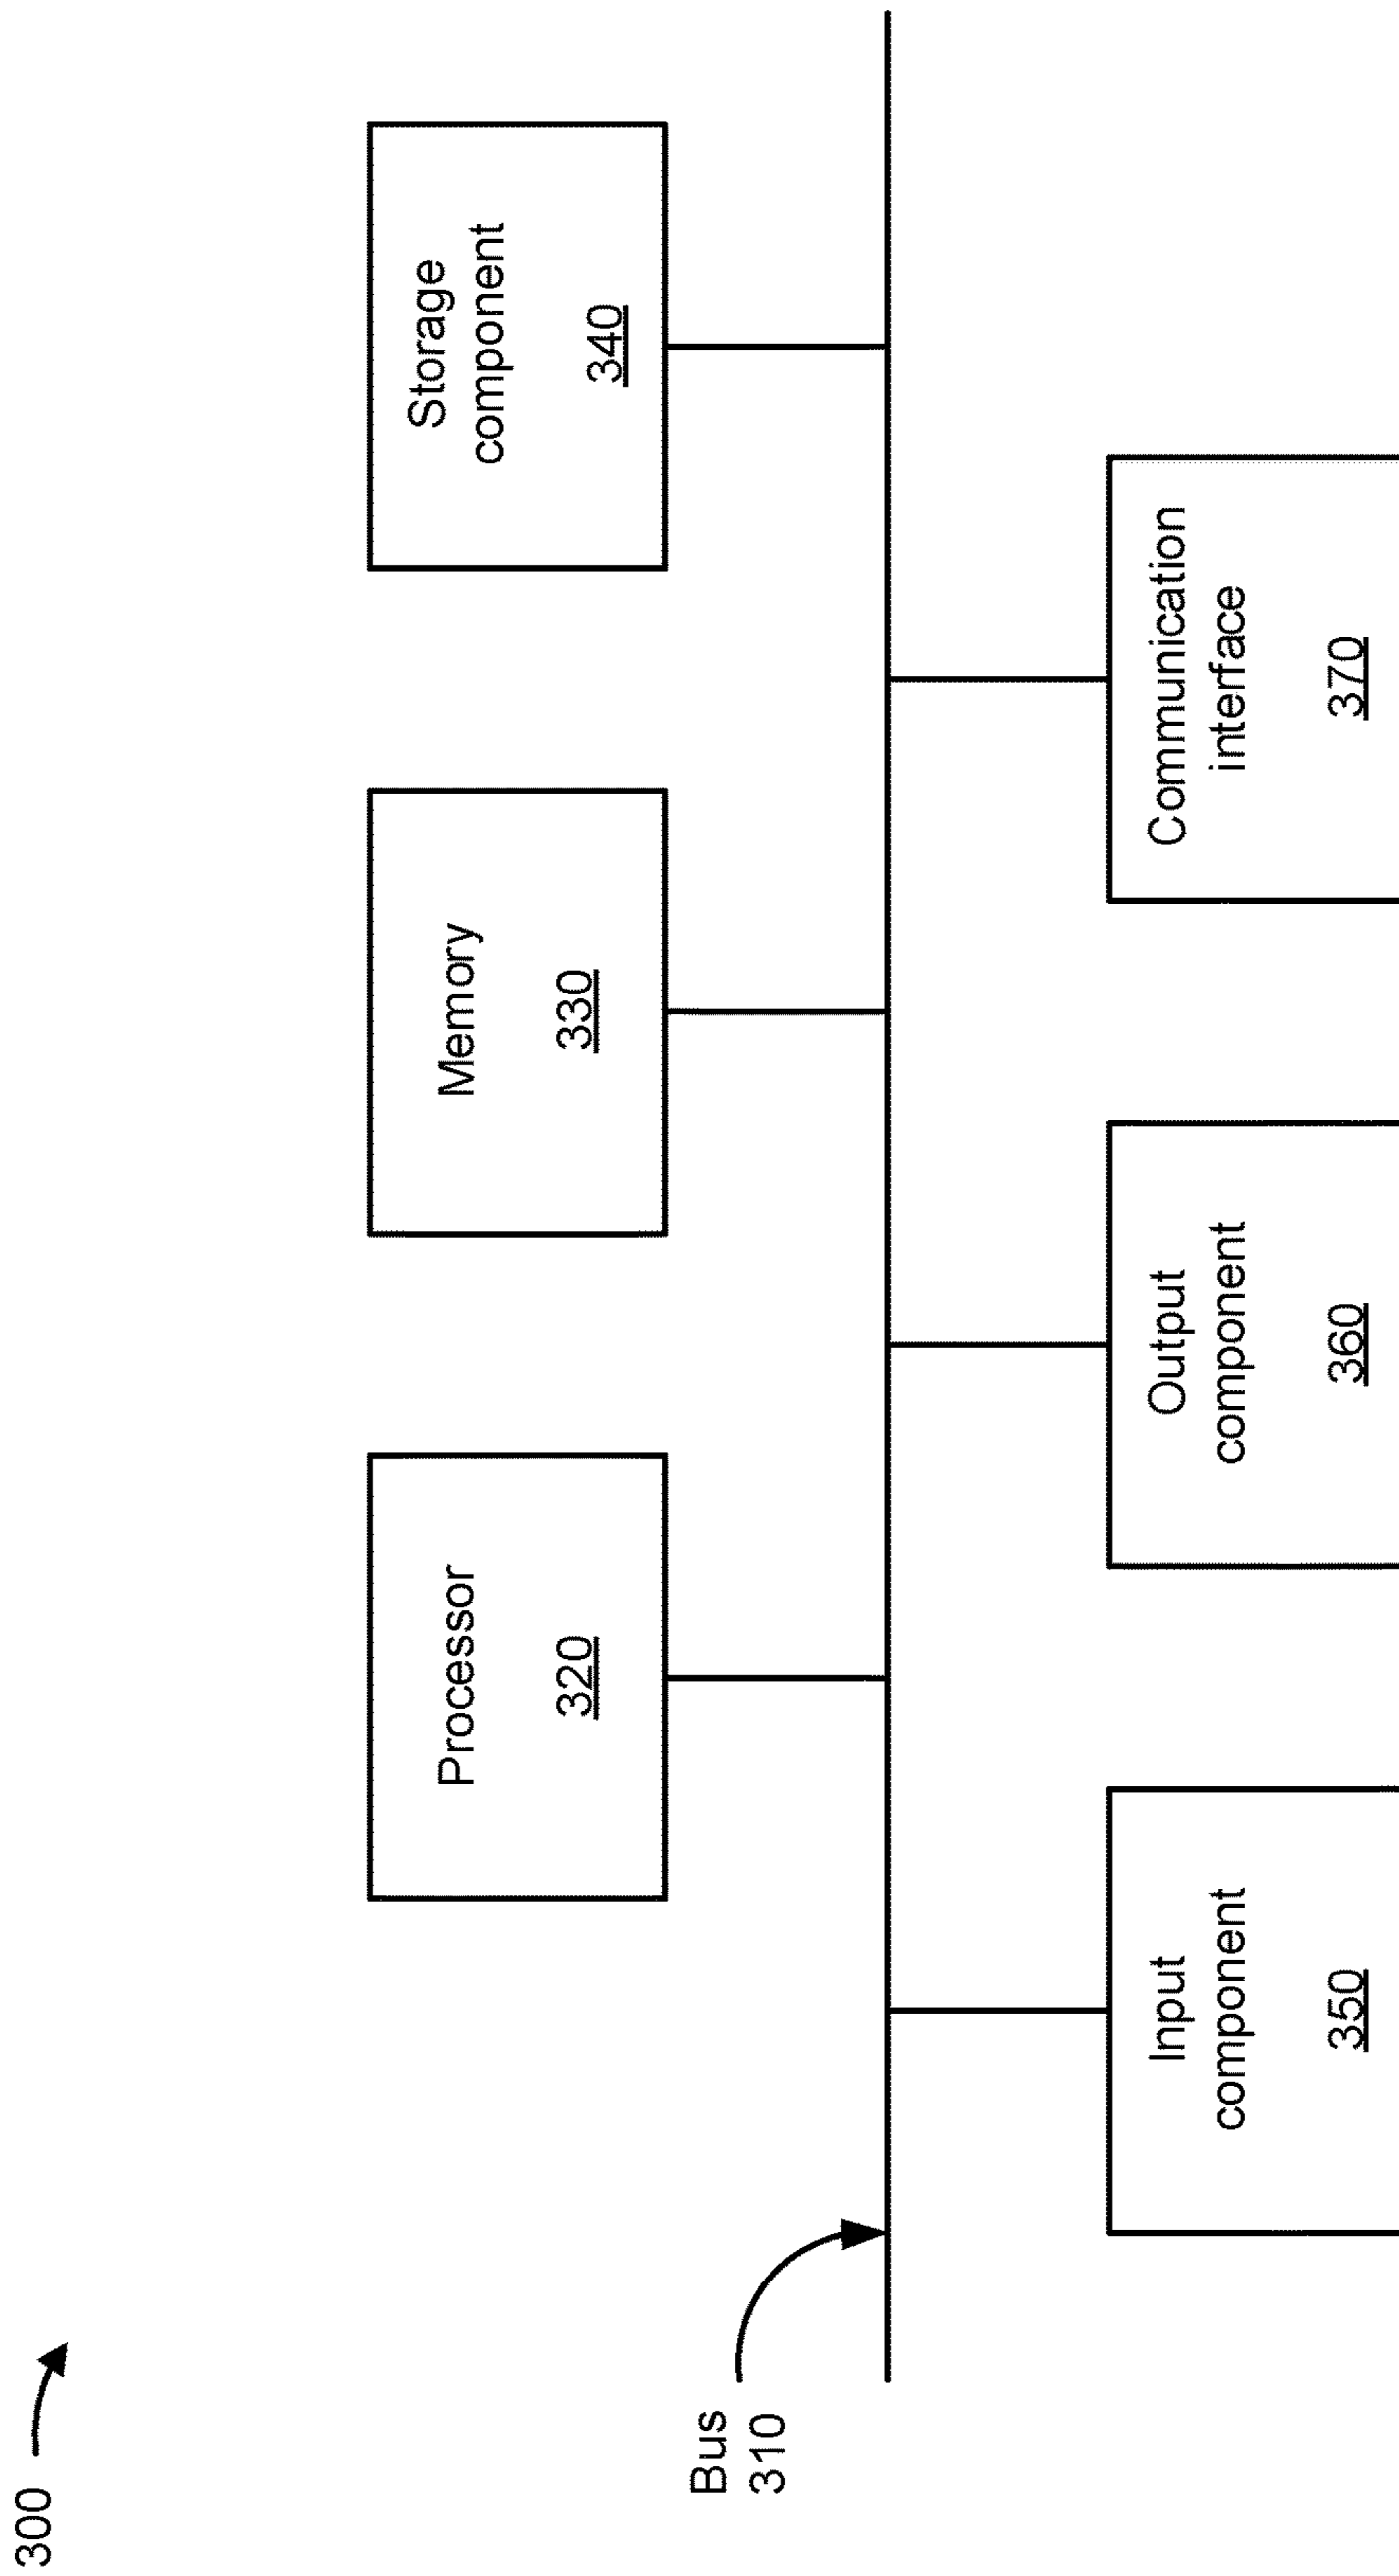 300
Processor
320
Memory
330
Storage
component
340
Bus
310
Input
component
350
Output
component
360
Communication
interface
370